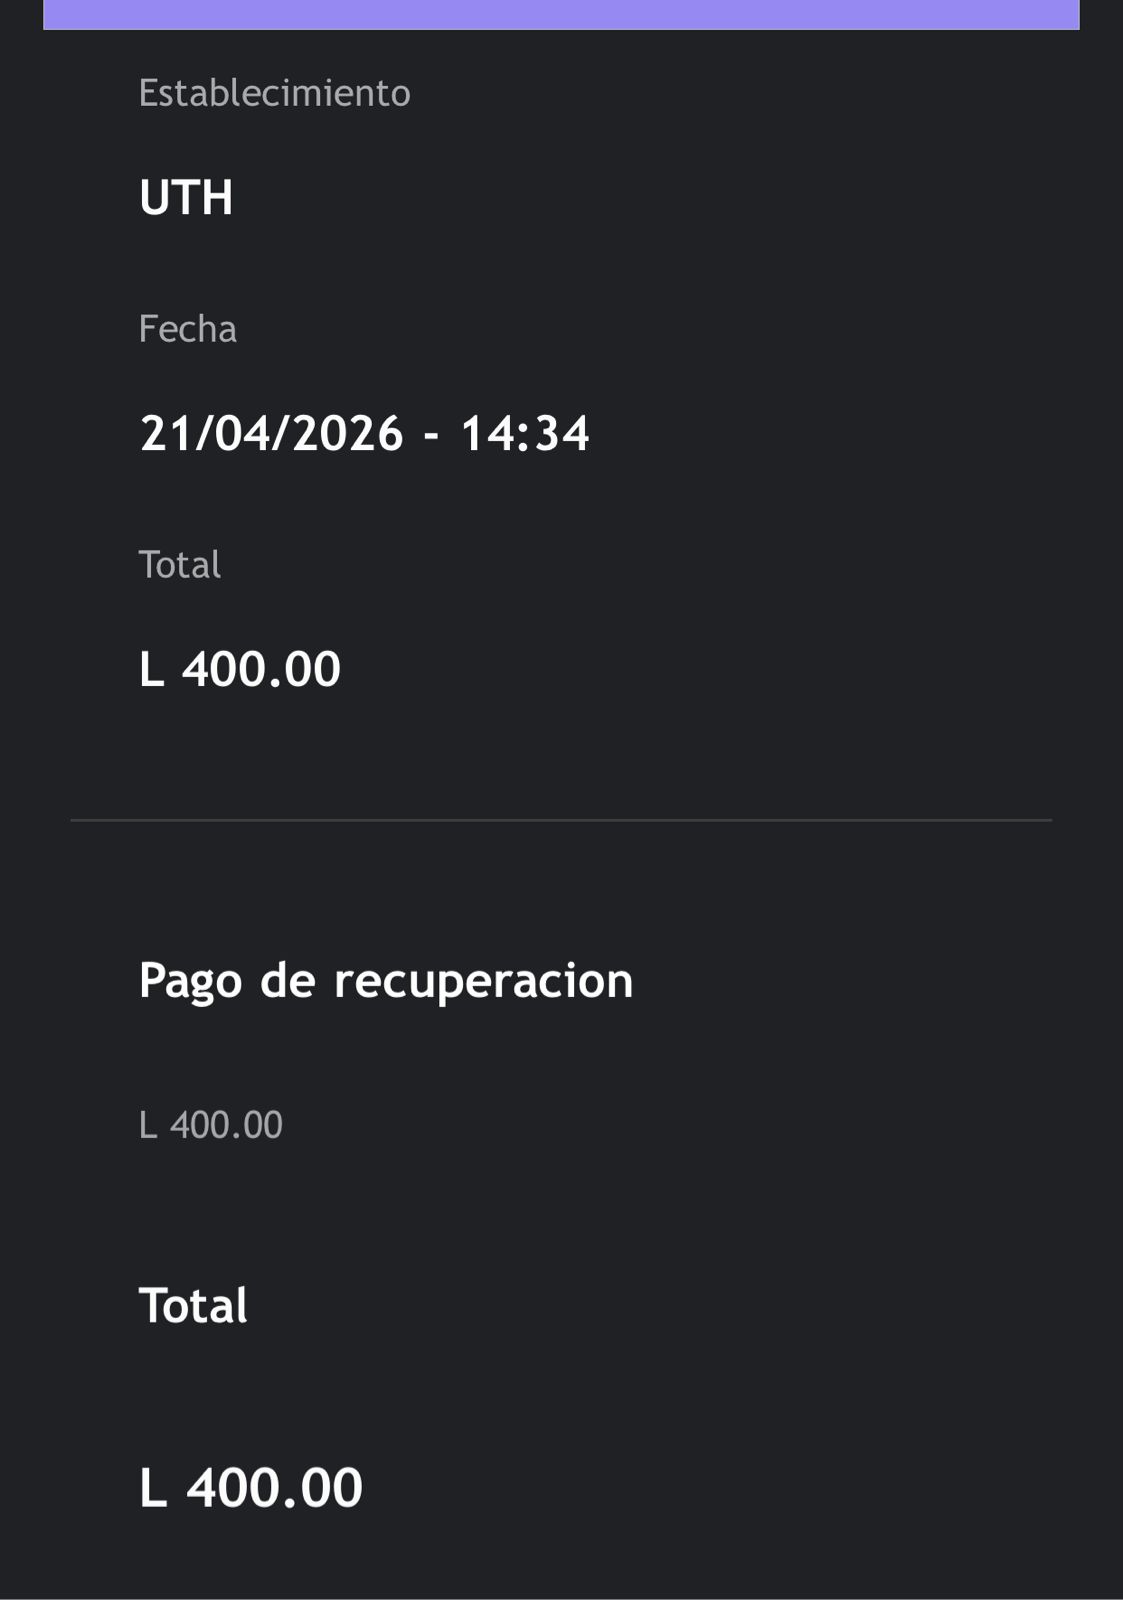 Establecimiento
UTH
Fecha
21/04/2026 - 14:34
Total
L 400.00
Pago de recuperacion
L 400.00
Total
L 400.00